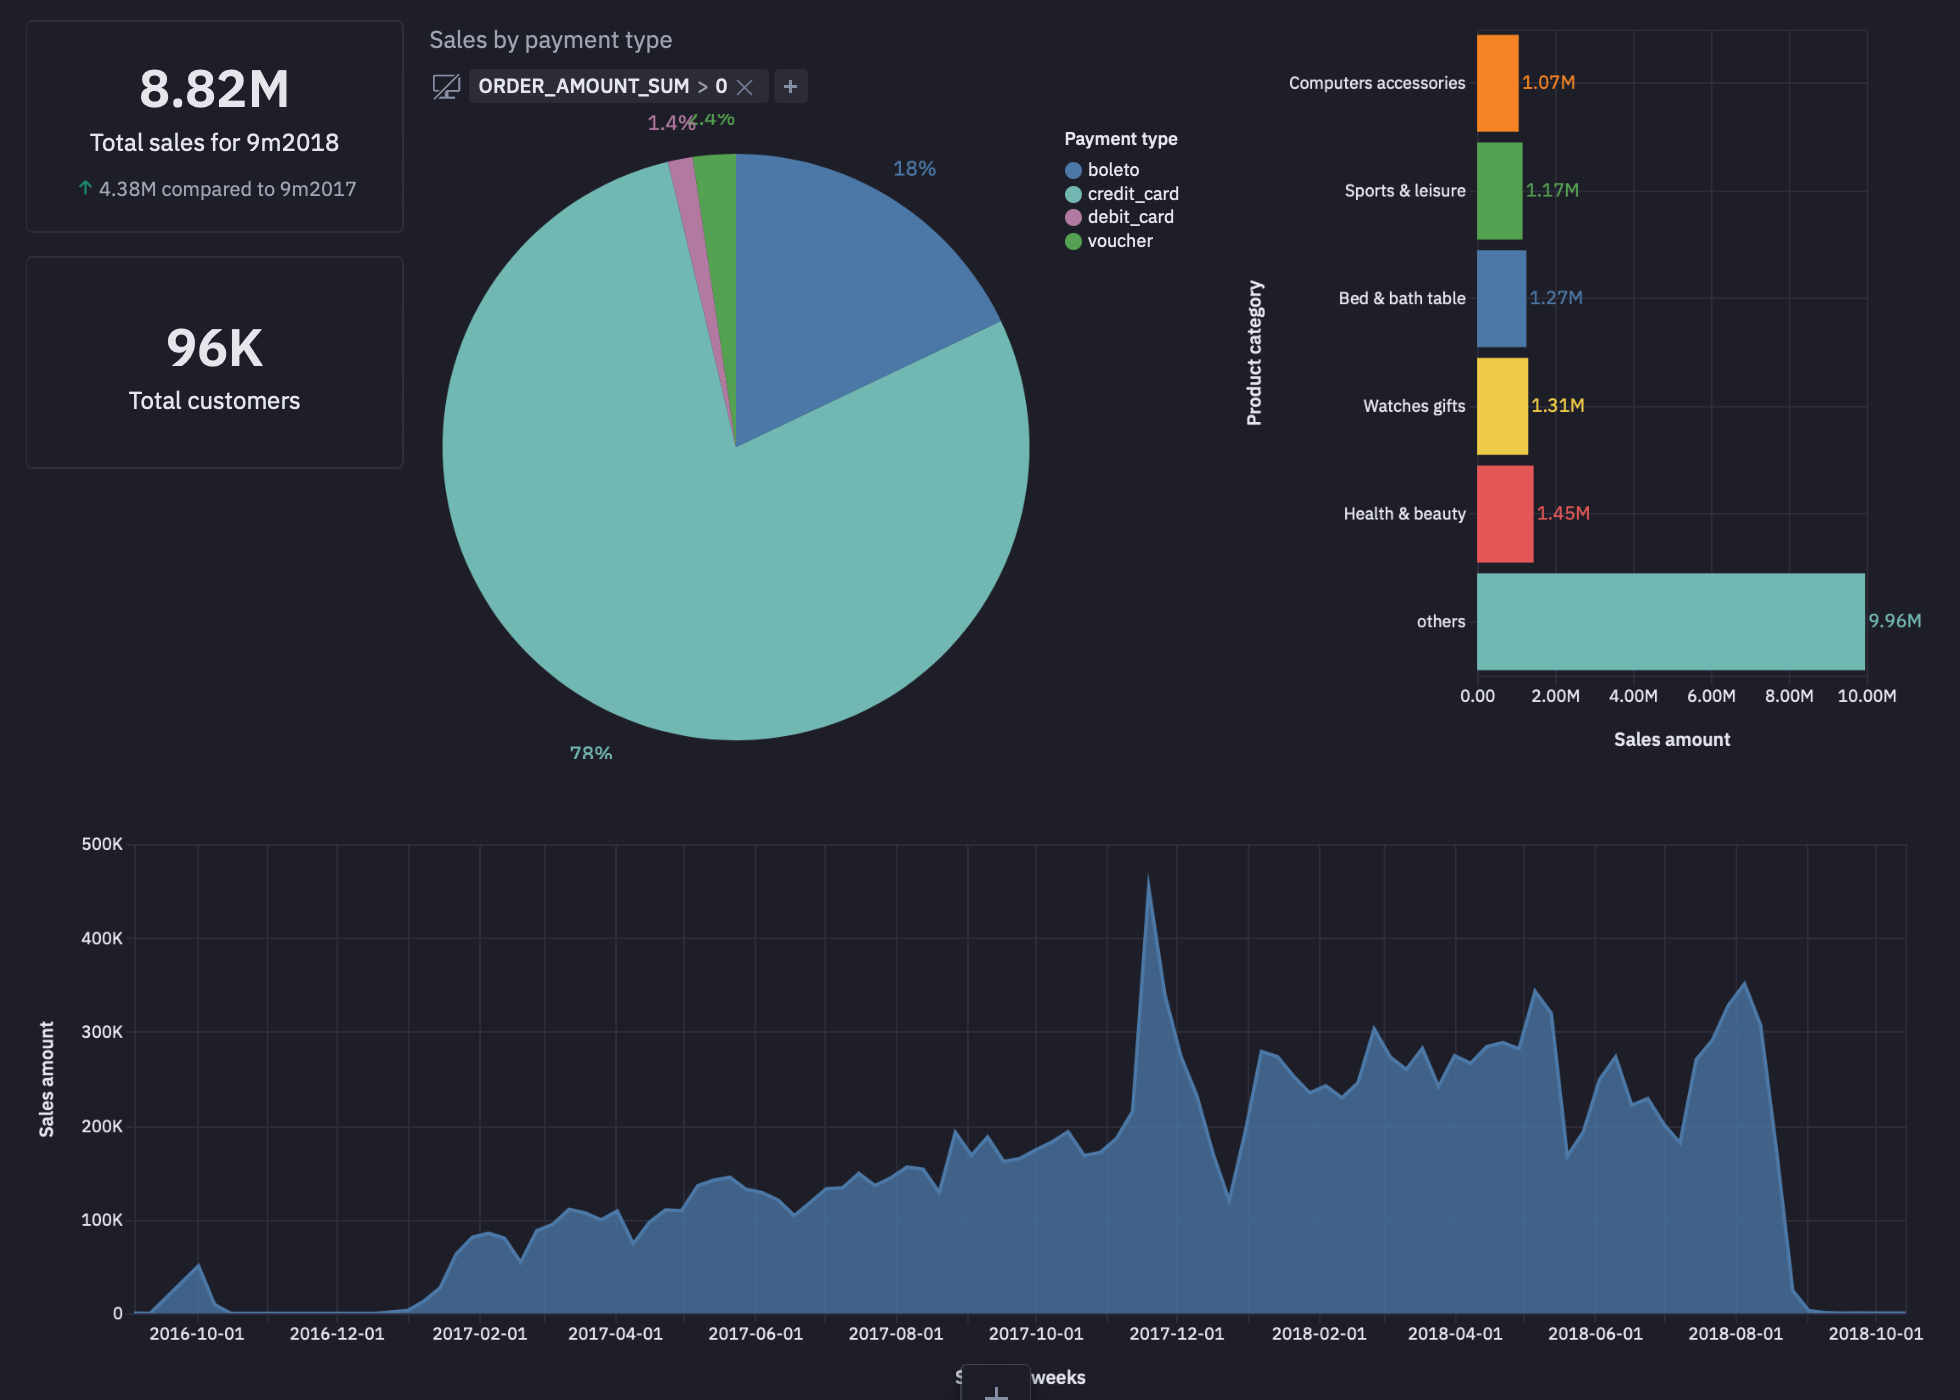 8.82M
Total sales for 9m2018
↑ 4.38M compared to 9m2017
96K
Total customers
Sales by payment type
ORDER_AMOUNT_SUM > 0
1.4%
2.4%
18%
78%
Payment type
boleto
credit_card
debit_card
voucher
Product category
Computers accessories
1.07M
Sports & leisure
1.17M
Bed & bath table
1.27M
Watches gifts
1.31M
Health & beauty
1.45M
others
9.96M
0.00 2.00M 4.00M 6.00M 8.00M 10.00M
Sales amount
Sales amount
500K
400K
300K
200K
100K
0
2016-10-01 2016-12-01 2017-02-01 2017-04-01 2017-06-01 2017-08-01 2017-10-01 2017-12-01 2018-02-01 2018-04-01 2018-06-01 2018-08-01 2018-10-01
weeks